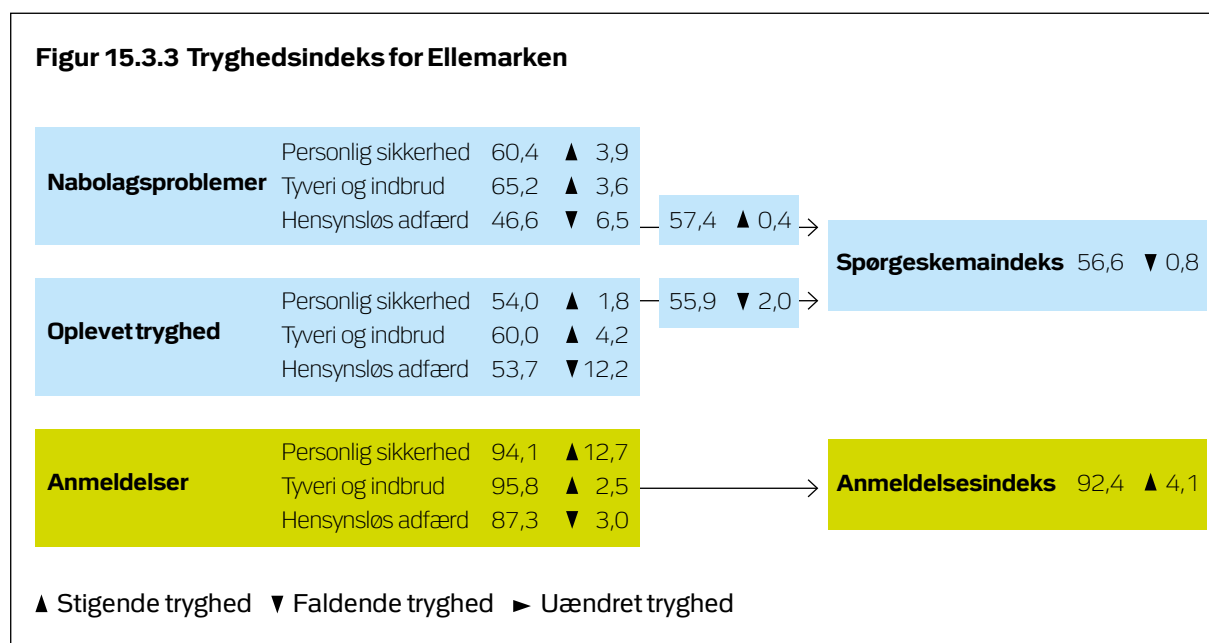 Figur 15.3.3 Tryghedsindeks for Ellemarken
Nabolagsproblemer
Personlig sikkerhed 60,4 ▲ 3,9
Tyveri og indbrud 65,2 ▲ 3,6
Hensynsløs adfærd 46,6 ▼ 6,5
57,4 ▲ 0,4
Oplevet tryghed
Personlig sikkerhed 54,0 ▲ 1,8
Tyveri og indbrud 60,0 ▲ 4,2
Hensynsløs adfærd 53,7 ▼ 12,2
55,9 ▼ 2,0
Spørgeskemaindeks 56,6 ▼ 0,8
Anmeldelser
Personlig sikkerhed 94,1 ▲ 12,7
Tyveri og indbrud 95,8 ▲ 2,5
Hensynsløs adfærd 87,3 ▼ 3,0
Anmeldelsesindeks 92,4 ▲ 4,1
▲ Stigende tryghed ▼ Faldende tryghed ► Uændret tryghed